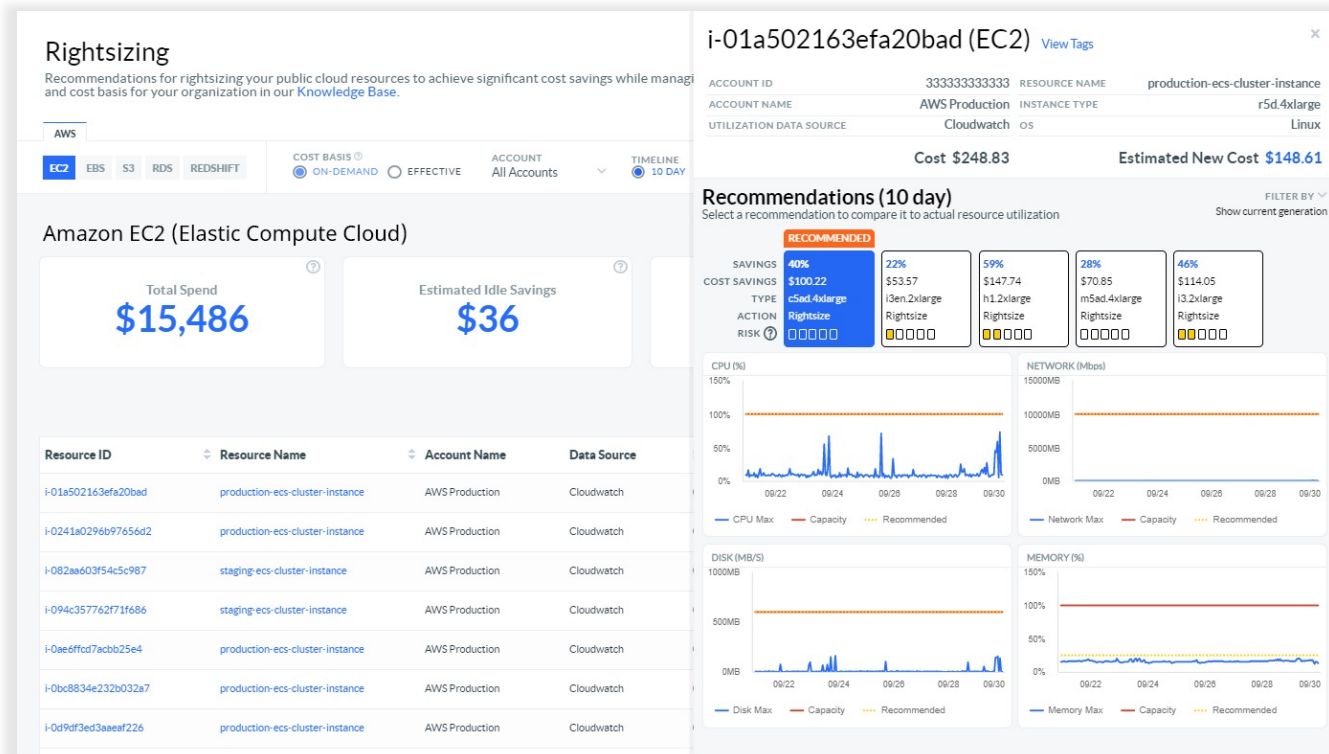 Rightsizing
Recommendations for rightsizing your public cloud resources to achieve significant cost savings while managi
and cost basis for your organization in our Knowledge Base.
AWS
EC2 EBS S3 RDS REDSHIFT
COST BASIS
ON-DEMAND EFFECTIVE
ACCOUNT
All Accounts
TIMELINE
10 DAY
Amazon EC2 (Elastic Compute Cloud)
Total Spend
$15,486
Estimated Idle Savings
$36
Resource ID Resource Name Account Name Data Source
i-01a502163efa20bad production-ecs-cluster-instance AWS Production Cloudwatch
i-0241a0296b97656d2 production-ecs-cluster-instance AWS Production Cloudwatch
i-082aa603f54c5c987 staging-ecs-cluster-instance AWS Production Cloudwatch
i-094c357762f71f686 staging-ecs-cluster-instance AWS Production Cloudwatch
i-0ae6ffcd7acbb25e4 production-ecs-cluster-instance AWS Production Cloudwatch
i-0bc8834e232b032a7 production-ecs-cluster-instance AWS Production Cloudwatch
i-0d9df3ed3aaeaf226 production-ecs-cluster-instance AWS Production Cloudwatch
i-01a502163efa20bad (EC2) View Tags
ACCOUNT ID 333333333333 RESOURCE NAME production-ecs-cluster-instance
ACCOUNT NAME AWS Production INSTANCE TYPE r5d.4xlarge
UTILIZATION DATA SOURCE Cloudwatch OS Linux
Cost $248.83 Estimated New Cost $148.61
Recommendations (10 day)
FILTER BY
Select a recommendation to compare it to actual resource utilization
Show current generation
RECOMMENDED
SAVINGS 40% 22% 59% 28% 46%
COST SAVINGS $100.22 $53.57 $147.74 $70.85 $114.05
TYPE c5ad.4xlarge i3en.2xlarge h1.2xlarge m5ad.4xlarge i3.2xlarge
ACTION Rightsize Rightsize Rightsize Rightsize Rightsize
RISK ?
CPU (%)
150%
100%
50%
0%
09/22 09/24 09/26 09/28 09/30
CPU Max Capacity Recommended
NETWORK (Mbps)
15000MB
10000MB
5000MB
0MB
09/22 09/24 09/26 09/28 09/30
Network Max Capacity Recommended
DISK (MB/S)
1000MB
500MB
0MB
09/22 09/24 09/26 09/28 09/30
Disk Max Capacity Recommended
MEMORY (%)
150%
100%
50%
0%
09/22 09/24 09/26 09/28 09/30
Memory Max Capacity Recommended